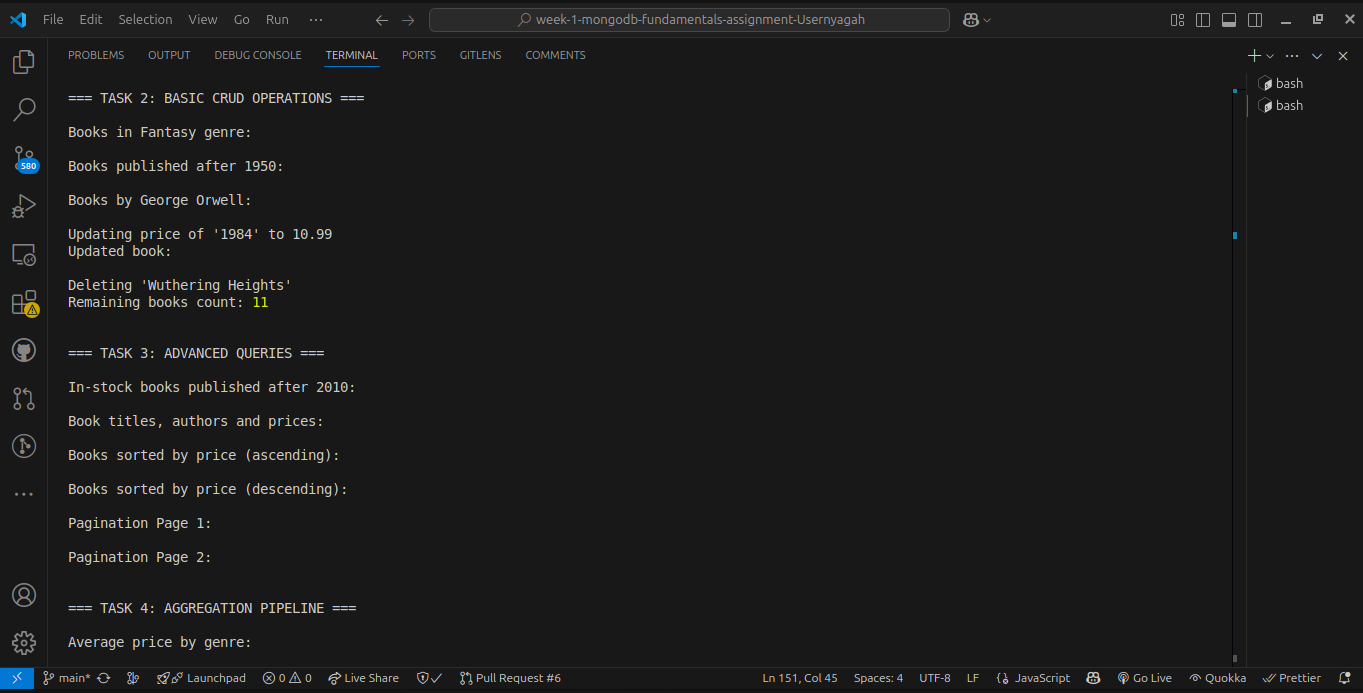 File Edit Selection View Go Run ··· week-1-mongodb-fundamentals-assignment-Usernyagah
PROBLEMS OUTPUT DEBUG CONSOLE TERMINAL PORTS GITLENS COMMENTS
=== TASK 2: BASIC CRUD OPERATIONS ===
Books in Fantasy genre:
Books published after 1950:
Books by George Orwell:
Updating price of '1984' to 10.99
Updated book:
Deleting 'Wuthering Heights'
Remaining books count: 11
=== TASK 3: ADVANCED QUERIES ===
In-stock books published after 2010:
Book titles, authors and prices:
Books sorted by price (ascending):
Books sorted by price (descending):
Pagination Page 1:
Pagination Page 2:
=== TASK 4: AGGREGATION PIPELINE ===
Average price by genre:
bash
bash
580
main* Launchpad 0 0 Live Share Pull Request #6 Ln 151, Col 45 Spaces: 4 UTF-8 LF JavaScript Go Live Quokka Prettier